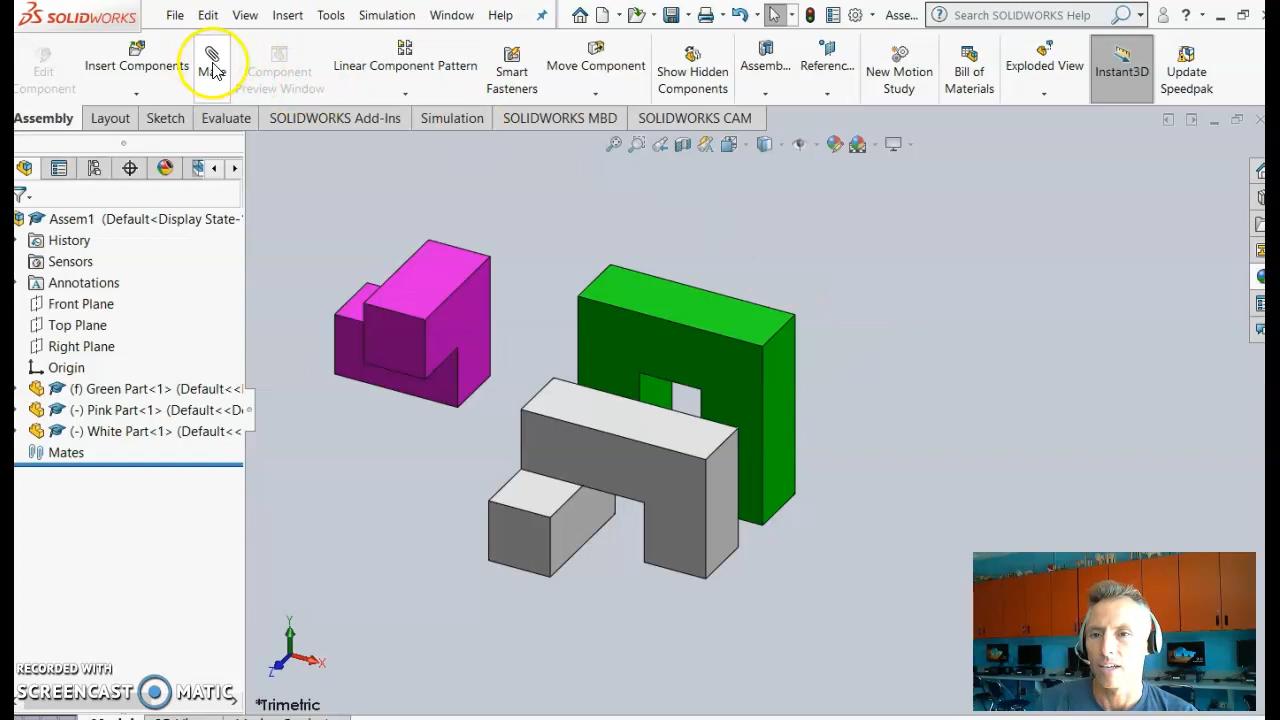 SOLIDWORKS File Edit View Insert Tools Simulation Window Help Asse... Search SOLIDWORKS Help ?
Edit Component
Insert Components
Mate
Component Preview Window
Linear Component Pattern
Smart Fasteners
Move Component
Show Hidden Components
Assemb...
Referenc...
New Motion Study
Bill of Materials
Exploded View
Instant3D
Update Speedpak
Assembly Layout Sketch Evaluate SOLIDWORKS Add-Ins Simulation SOLIDWORKS MBD SOLIDWORKS CAM
Assem1 (Default<Display State-
History
Sensors
Annotations
Front Plane
Top Plane
Right Plane
Origin
(f) Green Part<1> (Default<<
(-) Pink Part<1> (Default<<D
(-) White Part<1> (Default<<
Mates
Y
X
Z
*Trimetric
RECORDED WITH
SCREENCAST MATIC